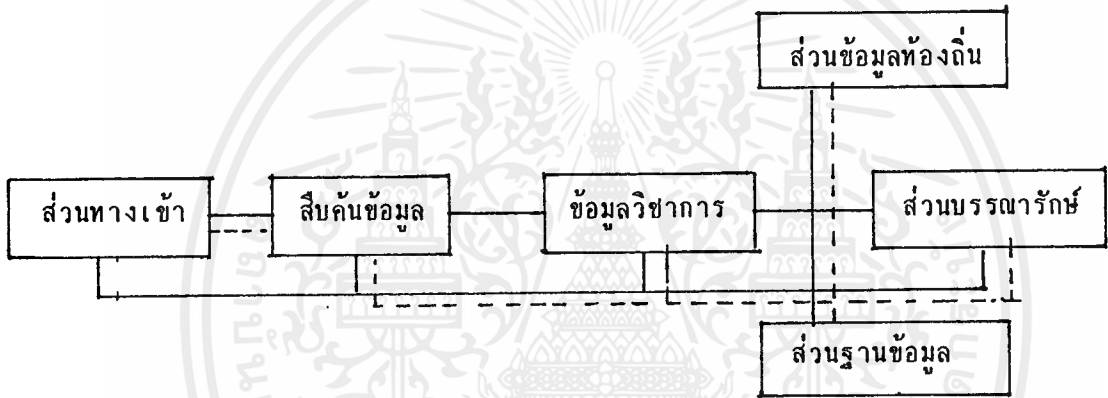 ส่วนข้อมูลท้องถิ่น
ส่วนทางเข้า
สืบค้นข้อมูล
ข้อมูลวิชาการ
ส่วนบรรณารักษ์
ส่วนฐานข้อมูล